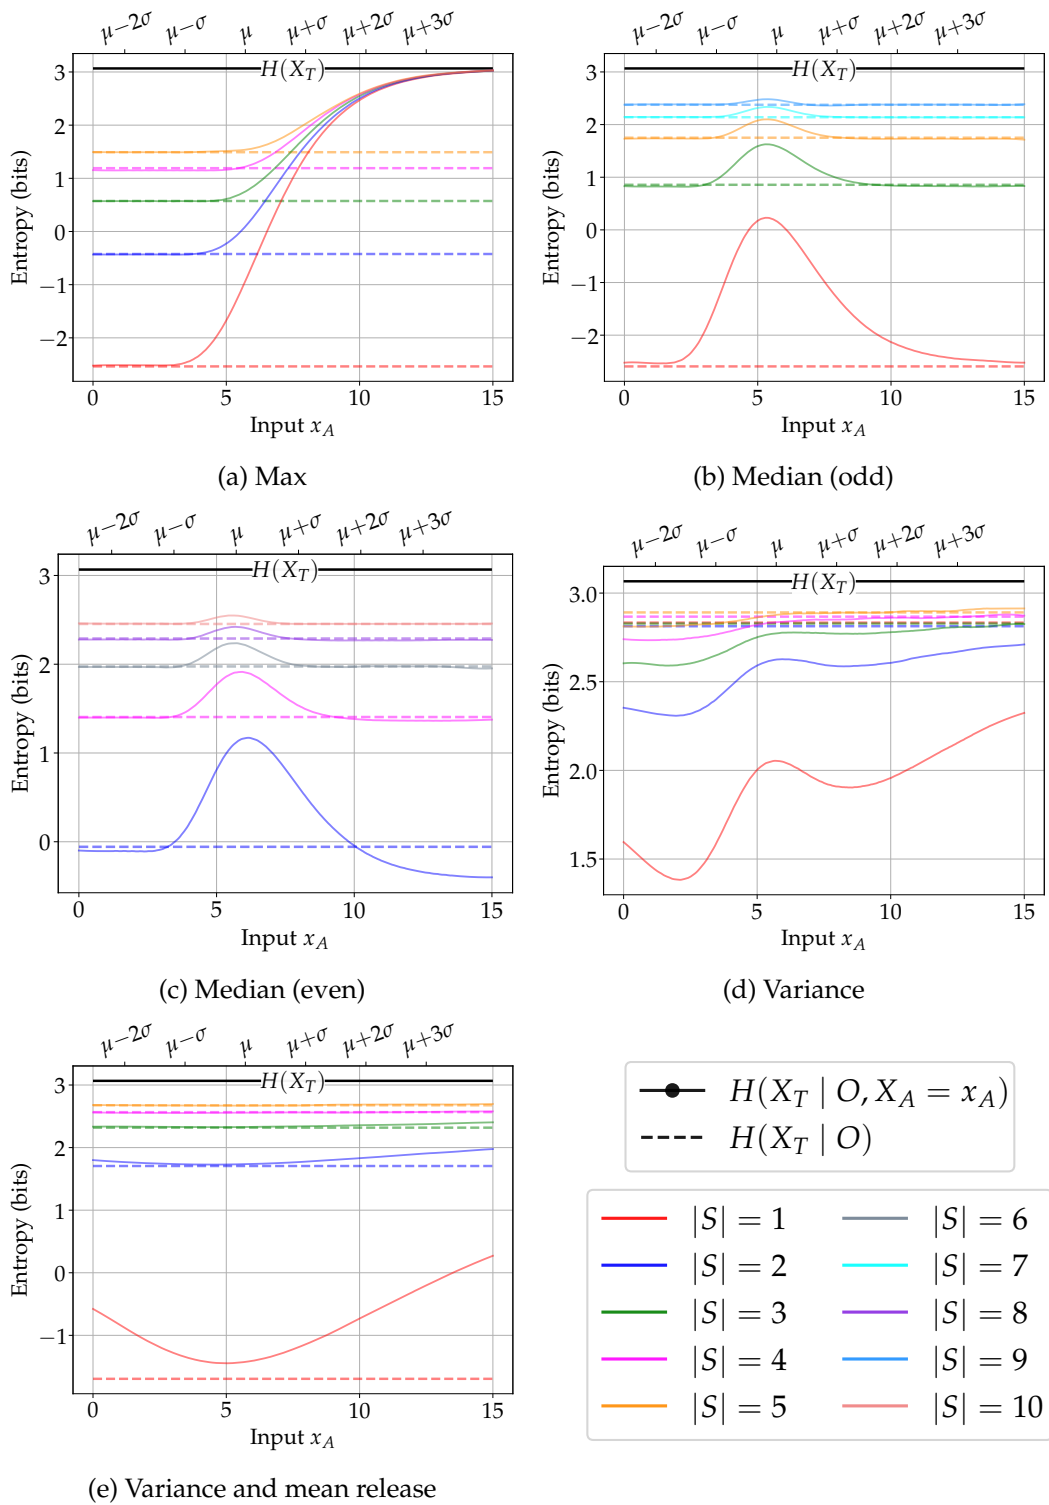 μ−2σ μ−σ μ μ+σ μ+2σ μ+3σ
H(X_T)
3
2
1
0
−1
−2
Entropy (bits)
0 5 10 15
Input x_A
(a) Max
μ−2σ μ−σ μ μ+σ μ+2σ μ+3σ
H(X_T)
3
2
1
0
−1
−2
Entropy (bits)
0 5 10 15
Input x_A
(b) Median (odd)
μ−2σ μ−σ μ μ+σ μ+2σ μ+3σ
H(X_T)
3
2
1
0
Entropy (bits)
0 5 10 15
Input x_A
(c) Median (even)
μ−2σ μ−σ μ μ+σ μ+2σ μ+3σ
H(X_T)
3.0
2.5
2.0
1.5
Entropy (bits)
0 5 10 15
Input x_A
(d) Variance
μ−2σ μ−σ μ μ+σ μ+2σ μ+3σ
H(X_T)
3
2
1
0
−1
Entropy (bits)
0 5 10 15
Input x_A
(e) Variance and mean release
H(X_T | O, X_A = x_A)
H(X_T | O)
|S| = 1
|S| = 2
|S| = 3
|S| = 4
|S| = 5
|S| = 6
|S| = 7
|S| = 8
|S| = 9
|S| = 10